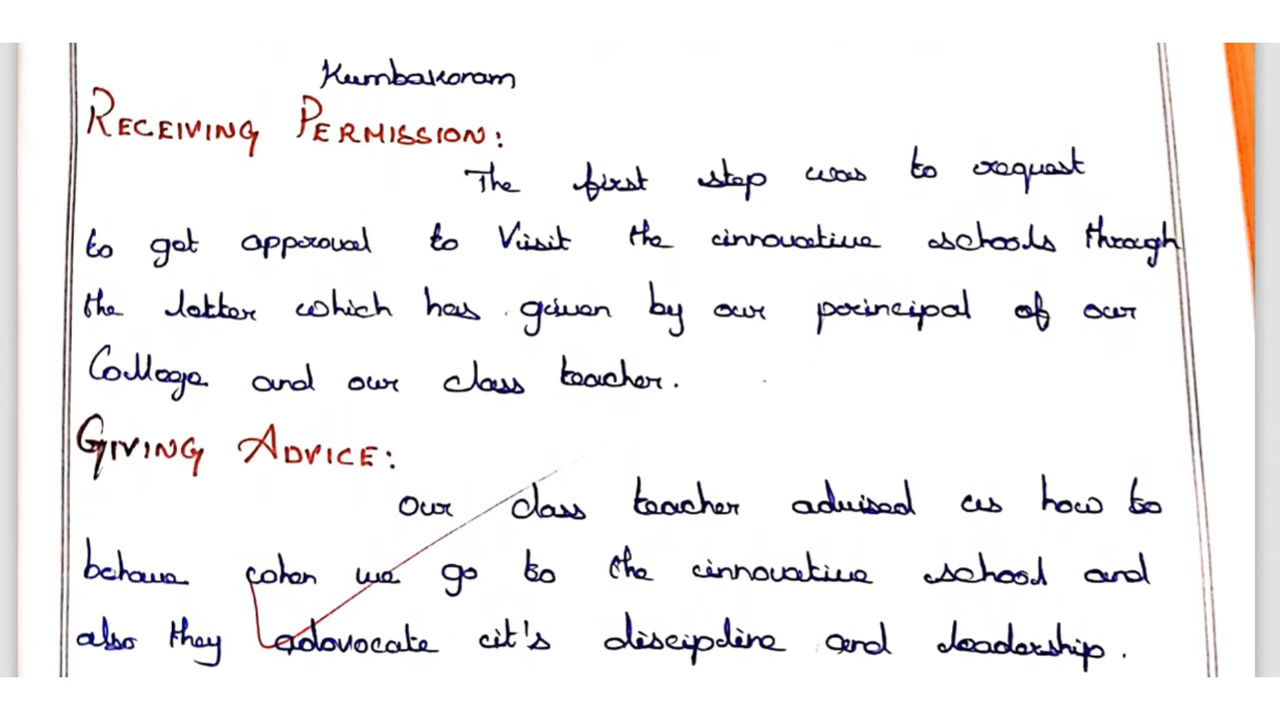 Kumbakonam
RECEIVING PERMISSION:
The first step was to request
to get approval to Visit the innovative schools through
the letter which has given by our principal of our
College and our class teacher.
GIVING ADVICE:
Our class teacher advised us how to
behave when we go to the innovative school and
also they advocate it's discipline and leadership.